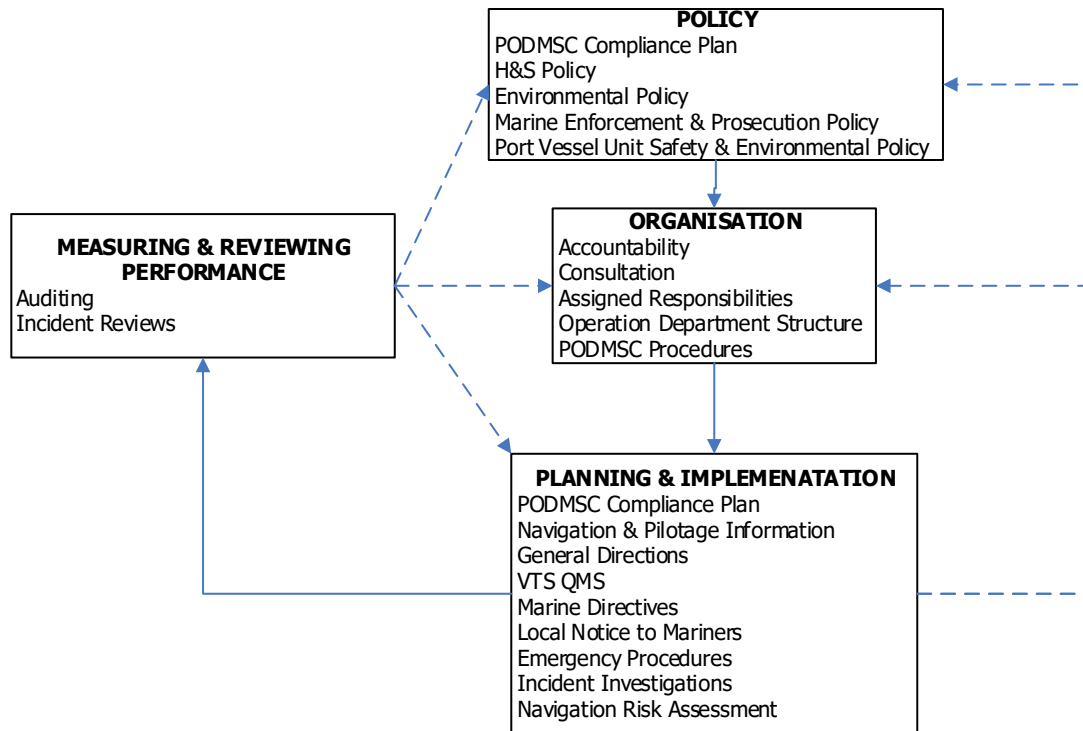 POLICY
PODMSC Compliance Plan
H&S Policy
Environmental Policy
Marine Enforcement & Prosecution Policy
Port Vessel Unit Safety & Environmental Policy
MEASURING & REVIEWING
PERFORMANCE
Auditing
Incident Reviews
ORGANISATION
Accountability
Consultation
Assigned Responsibilities
Operation Department Structure
PODMSC Procedures
PLANNING & IMPLEMENATATION
PODMSC Compliance Plan
Navigation & Pilotage Information
General Directions
VTS QMS
Marine Directives
Local Notice to Mariners
Emergency Procedures
Incident Investigations
Navigation Risk Assessment